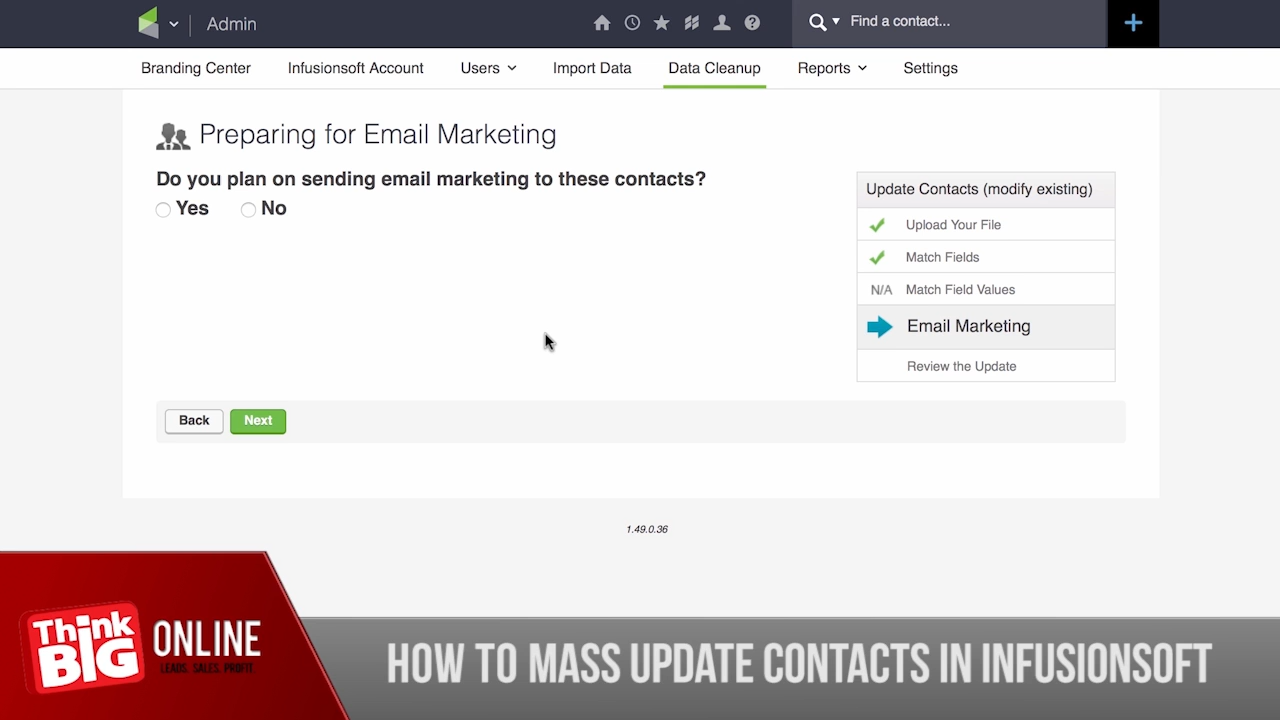 Admin
Find a contact...
Branding Center Infusionsoft Account Users Import Data Data Cleanup Reports Settings
Preparing for Email Marketing
Do you plan on sending email marketing to these contacts?
Yes No
Update Contacts (modify existing)
Upload Your File
Match Fields
N/A Match Field Values
Email Marketing
Review the Update
Back Next
1.49.0.36
Think
BIG
ONLINE
LEADS. SALES. PROFIT.
HOW TO MASS UPDATE CONTACTS IN INFUSIONSOFT